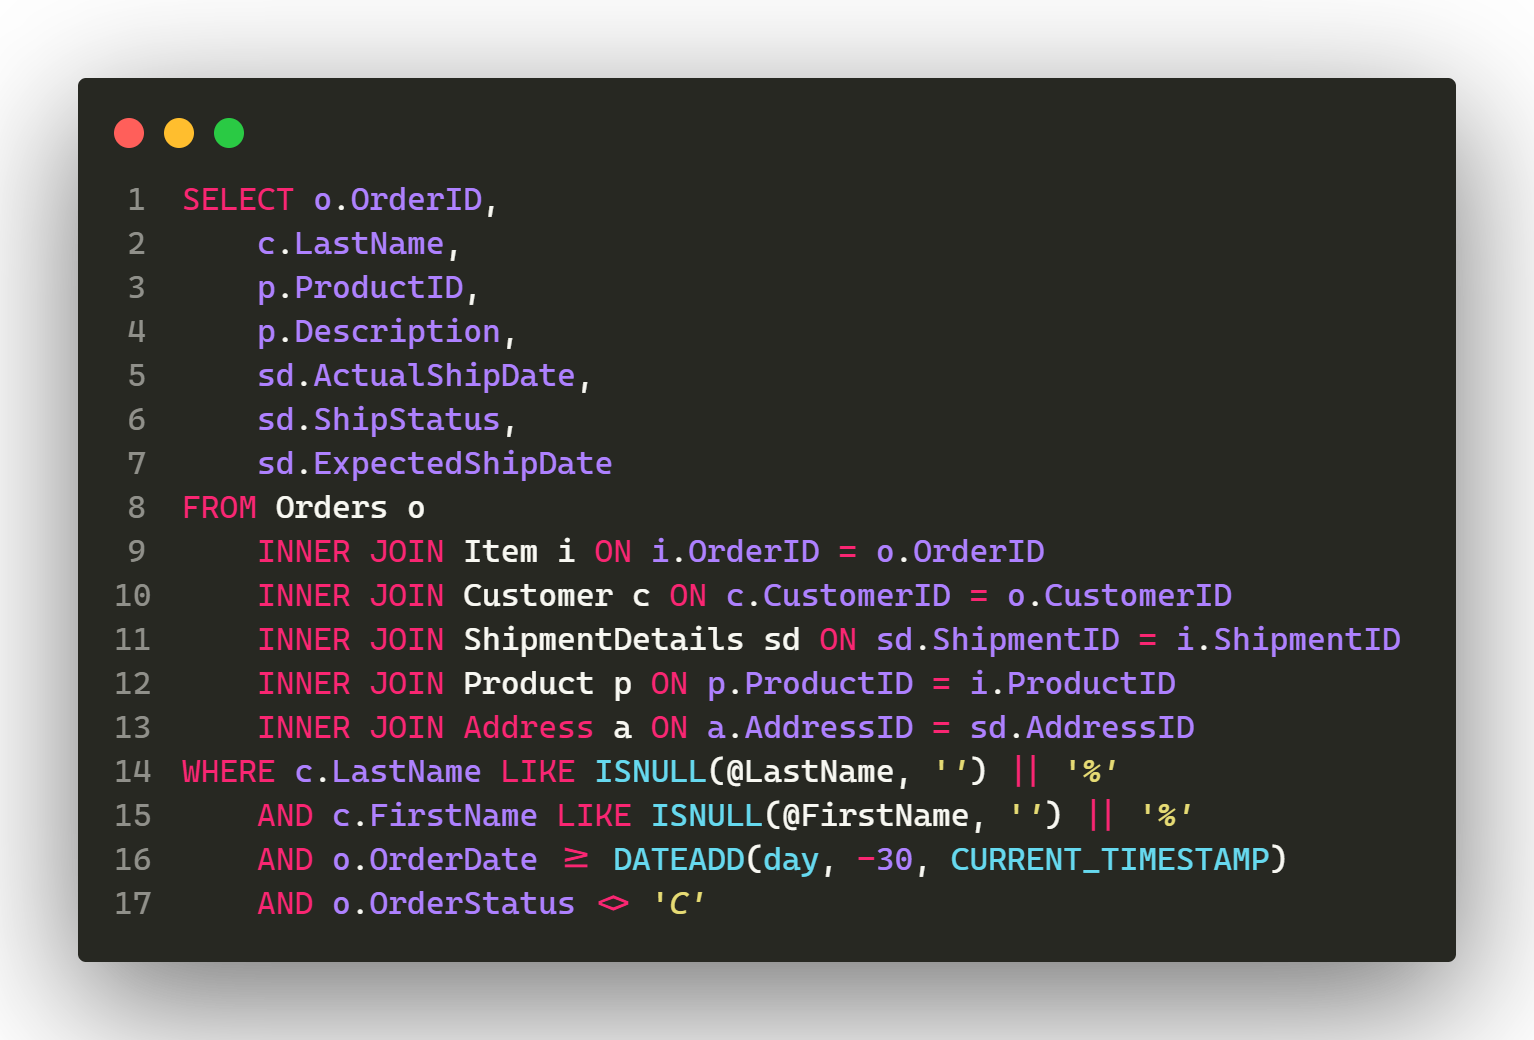 1 SELECT o.OrderID,
2     c.LastName,
3     p.ProductID,
4     p.Description,
5     sd.ActualShipDate,
6     sd.ShipStatus,
7     sd.ExpectedShipDate
8 FROM Orders o
9     INNER JOIN Item i ON i.OrderID = o.OrderID
10     INNER JOIN Customer c ON c.CustomerID = o.CustomerID
11     INNER JOIN ShipmentDetails sd ON sd.ShipmentID = i.ShipmentID
12     INNER JOIN Product p ON p.ProductID = i.ProductID
13     INNER JOIN Address a ON a.AddressID = sd.AddressID
14 WHERE c.LastName LIKE ISNULL(@LastName, '') || '%'
15     AND c.FirstName LIKE ISNULL(@FirstName, '') || '%'
16     AND o.OrderDate >= DATEADD(day, -30, CURRENT_TIMESTAMP)
17     AND o.OrderStatus <> 'C'